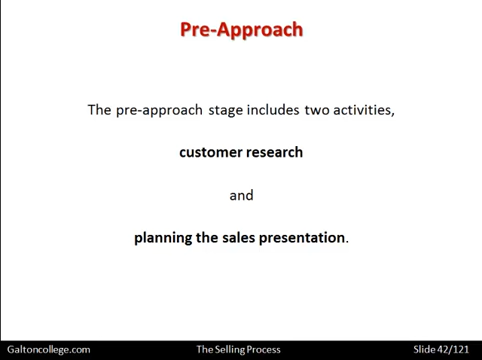 Pre-Approach
The pre-approach stage includes two activities,
customer research
and
planning the sales presentation.
Galtoncollege.com The Selling Process Slide 42/121